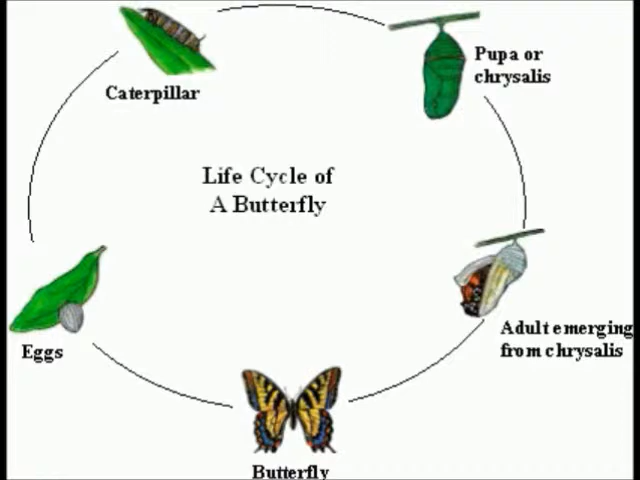 Caterpillar
Pupa or
chrysalis
Life Cycle of
A Butterfly
Adult emerging
from chrysalis
Eggs
Butterfly